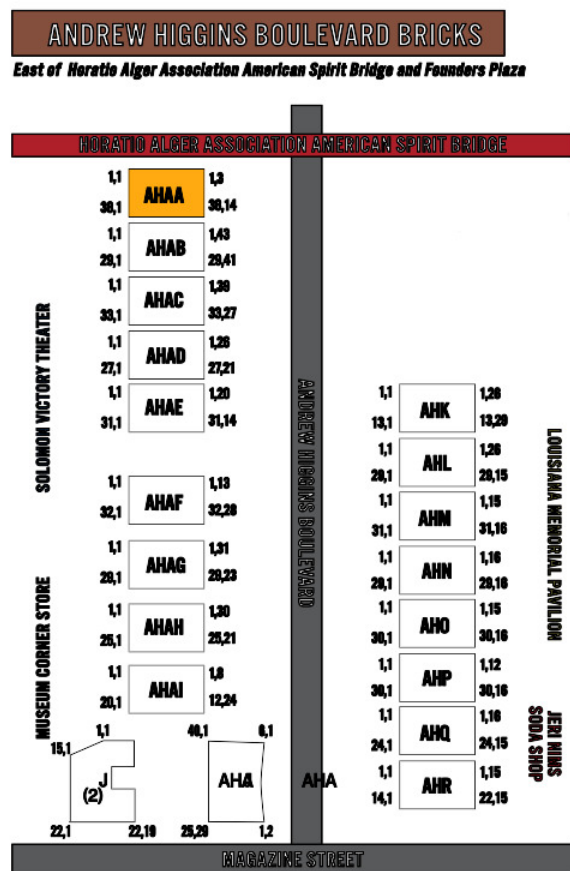 ANDREW HIGGINS BOULEVARD BRICKS
East of Horatio Alger Association American Spirit Bridge and Founders Plaza
HORATIO ALGER ASSOCIATION AMERICAN SPIRIT BRIDGE
1,1 AHAA 1,3
38,1 38,14
1,1 AHAB 1,43
29,1 29,41
1,1 AHAC 1,39
33,1 33,27
1,1 AHAD 1,26
27,1 27,21
1,1 AHAE 1,20
31,1 31,14
1,1 AHAF 1,13
32,1 32,28
1,1 AHAG 1,31
29,1 29,23
1,1 AHAH 1,30
25,1 25,21
1,1 AHAI 1,8
20,1 12,24
1,1
15,1
J
(2)
22,1 22,19
40,1 6,1
25,29 1,2
SOLOMON VICTORY THEATER
MUSEUM CORNER STORE
ANDREW HIGGINS BOULEVARD
AHA
1,1 AHK 1,26
13,1 13,29
1,1 AHL 1,26
29,1 29,15
1,1 AHM 1,15
31,1 31,16
1,1 AHN 1,16
29,1 29,16
1,1 AHO 1,15
30,1 30,16
1,1 AHP 1,12
30,1 30,16
1,1 AHQ 1,16
24,1 24,15
1,1 AHR 1,15
14,1 22,15
LOUISIANA MEMORIAL PAVILION
JERI NIMS
SODA SHOP
MAGAZINE STREET